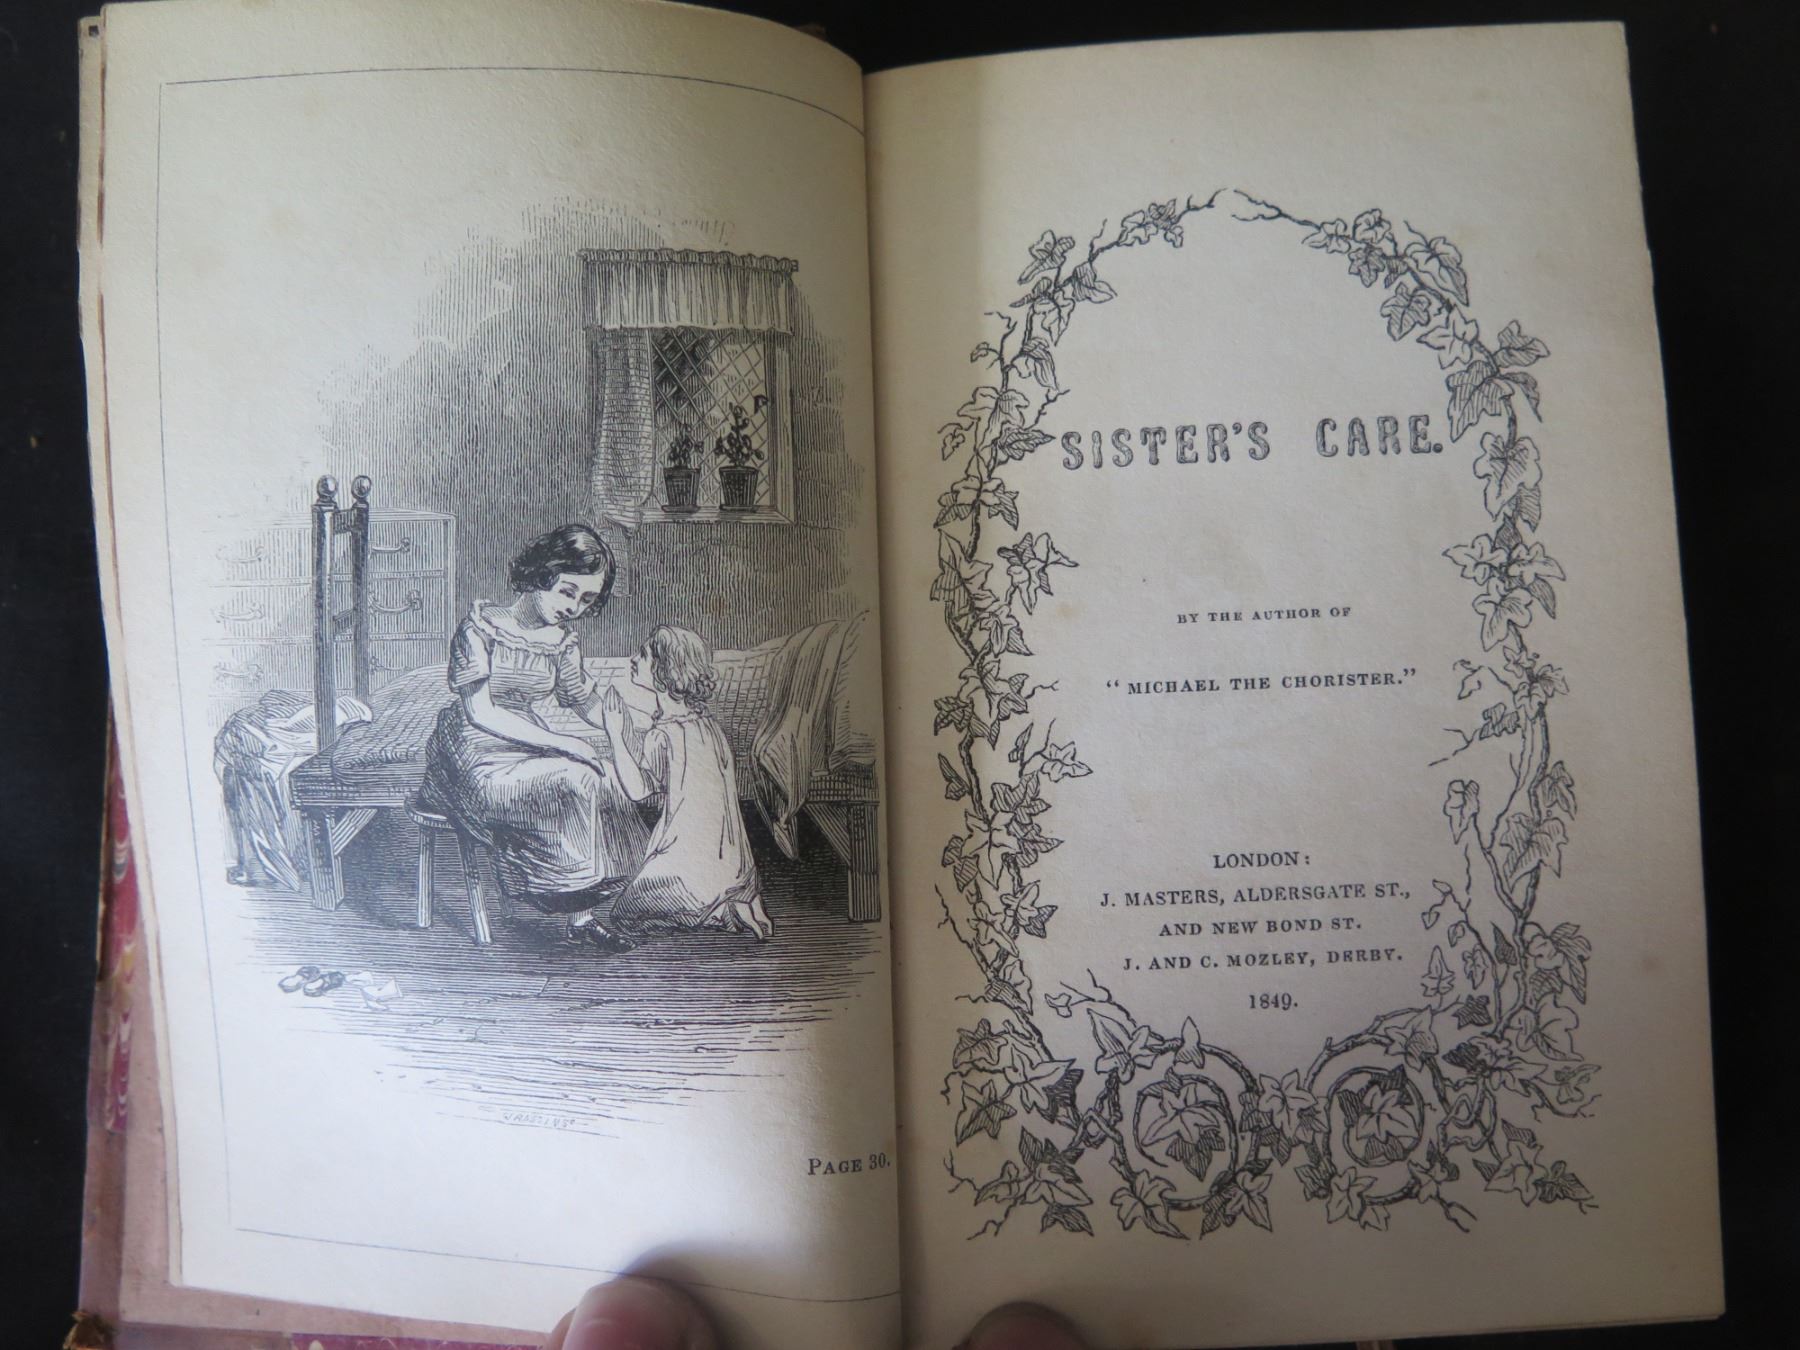 PAGE 30.
SISTER'S CARE.
BY THE AUTHOR OF
"MICHAEL THE CHORISTER."
LONDON:
J. MASTERS, ALDERSGATE ST.,
AND NEW BOND ST.
J. AND C. MOZLEY, DERBY.
1849.